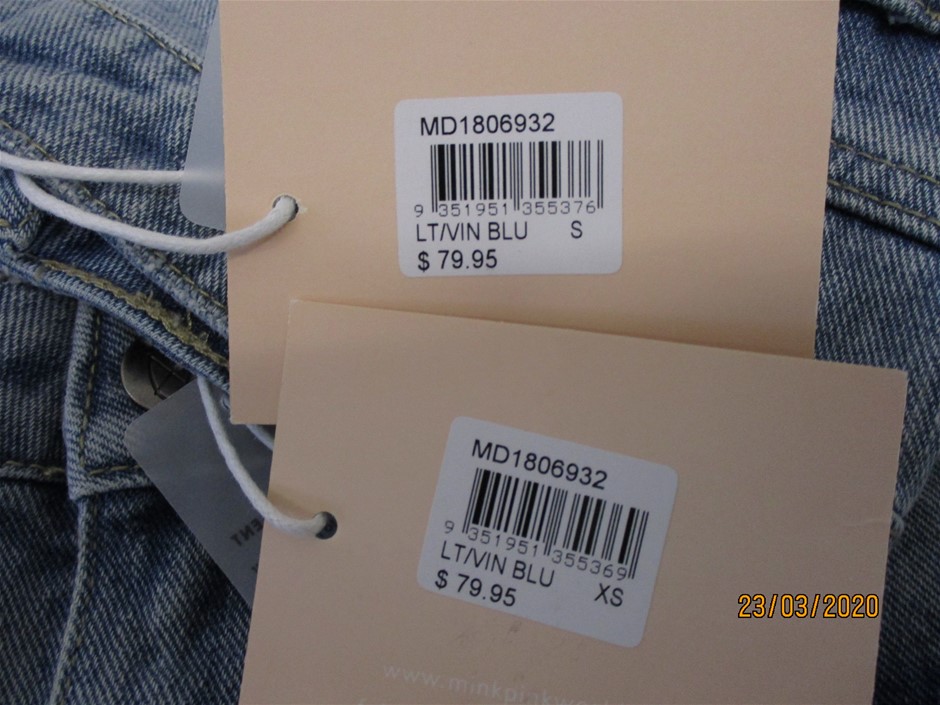 MD1806932
9 351951 355376
LT/VIN BLU S
$ 79.95
MD1806932
9 351951 355369
LT/VIN BLU XS
$ 79.95
23/03/2020